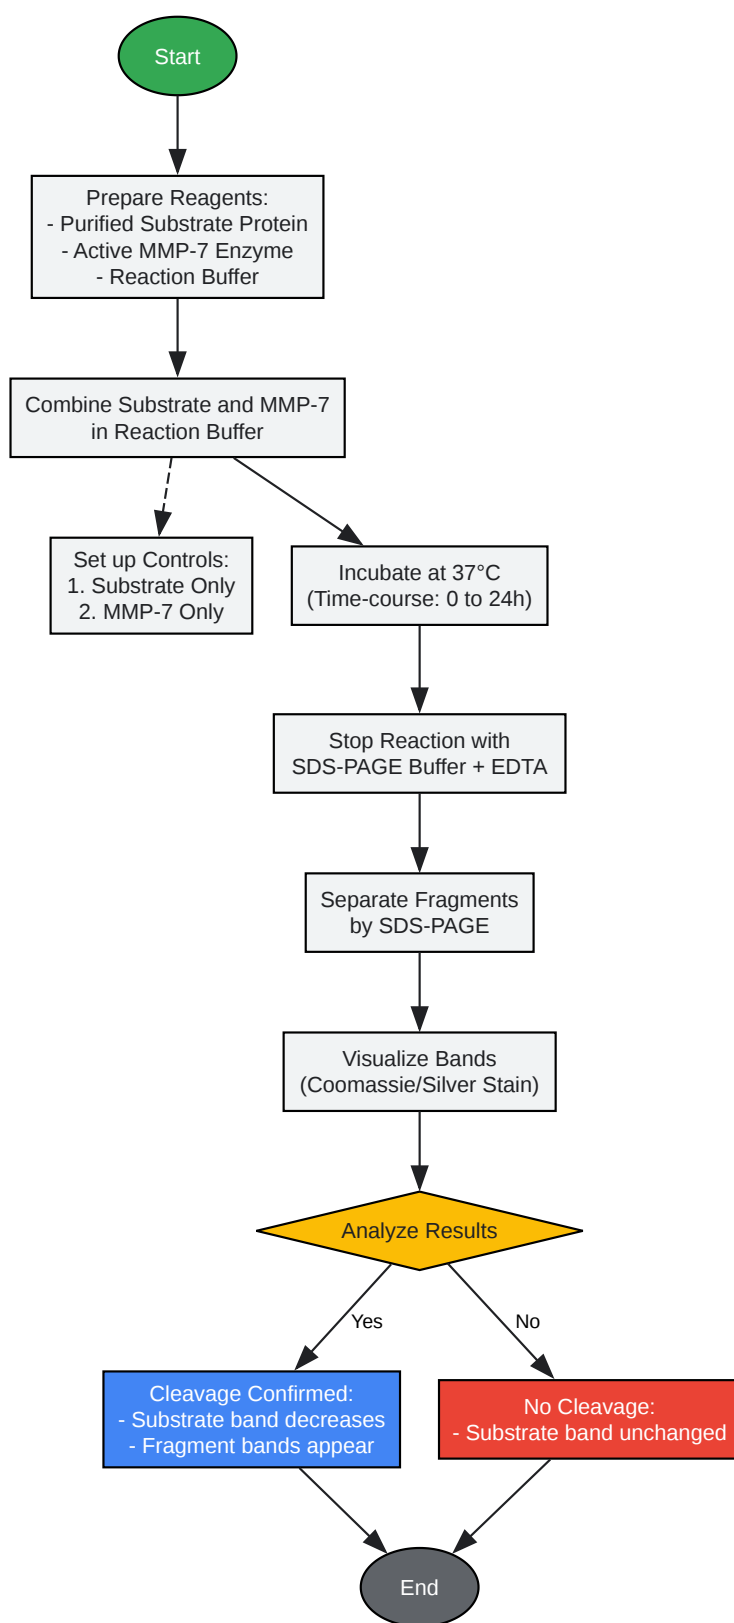 Start
Prepare Reagents:
- Purified Substrate Protein
- Active MMP-7 Enzyme
- Reaction Buffer
Combine Substrate and MMP-7
in Reaction Buffer
Set up Controls:
1. Substrate Only
2. MMP-7 Only
Incubate at 37°C
(Time-course: 0 to 24h)
Stop Reaction with
SDS-PAGE Buffer + EDTA
Separate Fragments
by SDS-PAGE
Visualize Bands
(Coomassie/Silver Stain)
Analyze Results
Yes
No
Cleavage Confirmed:
- Substrate band decreases
- Fragment bands appear
No Cleavage:
- Substrate band unchanged
End